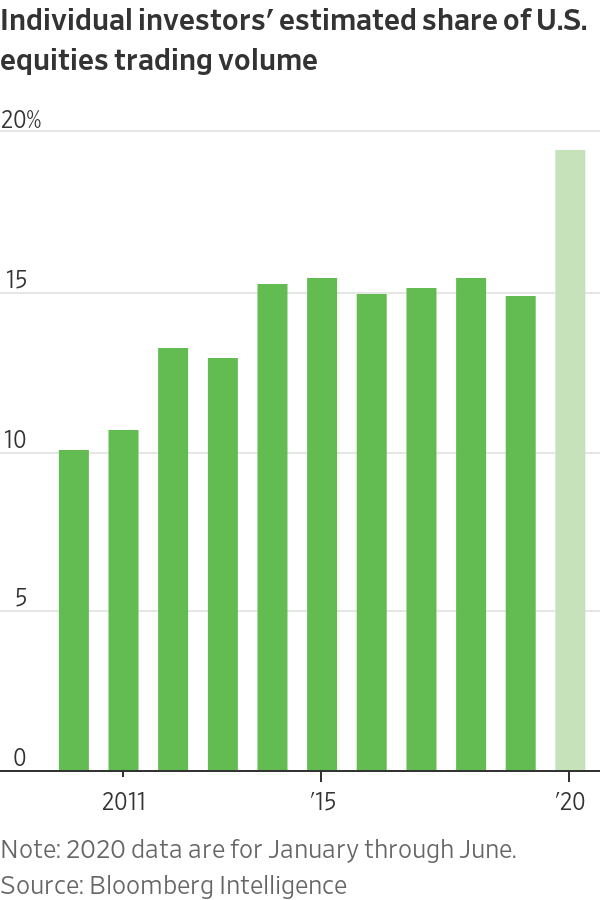 Individual investors’ estimated share of U.S.
equities trading volume
20%
15
10
5
0
2011 ’15 ’20
Note: 2020 data are for January through June.
Source: Bloomberg Intelligence